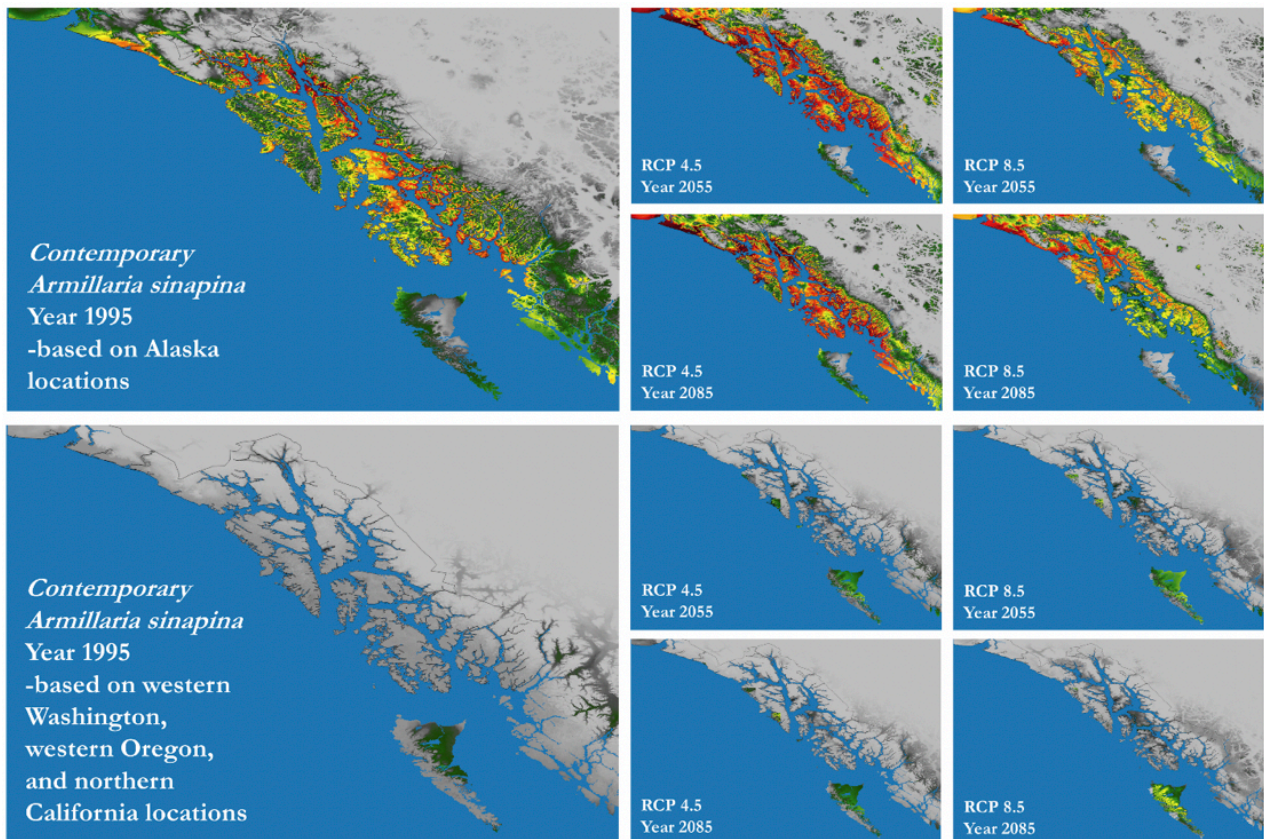 Contemporary
Armillaria sinapina
Year 1995
-based on Alaska
locations
RCP 4.5
Year 2055
RCP 8.5
Year 2055
RCP 4.5
Year 2085
RCP 8.5
Year 2085
Contemporary
Armillaria sinapina
Year 1995
-based on western
Washington,
western Oregon,
and northern
California locations
RCP 4.5
Year 2055
RCP 8.5
Year 2055
RCP 4.5
Year 2085
RCP 8.5
Year 2085